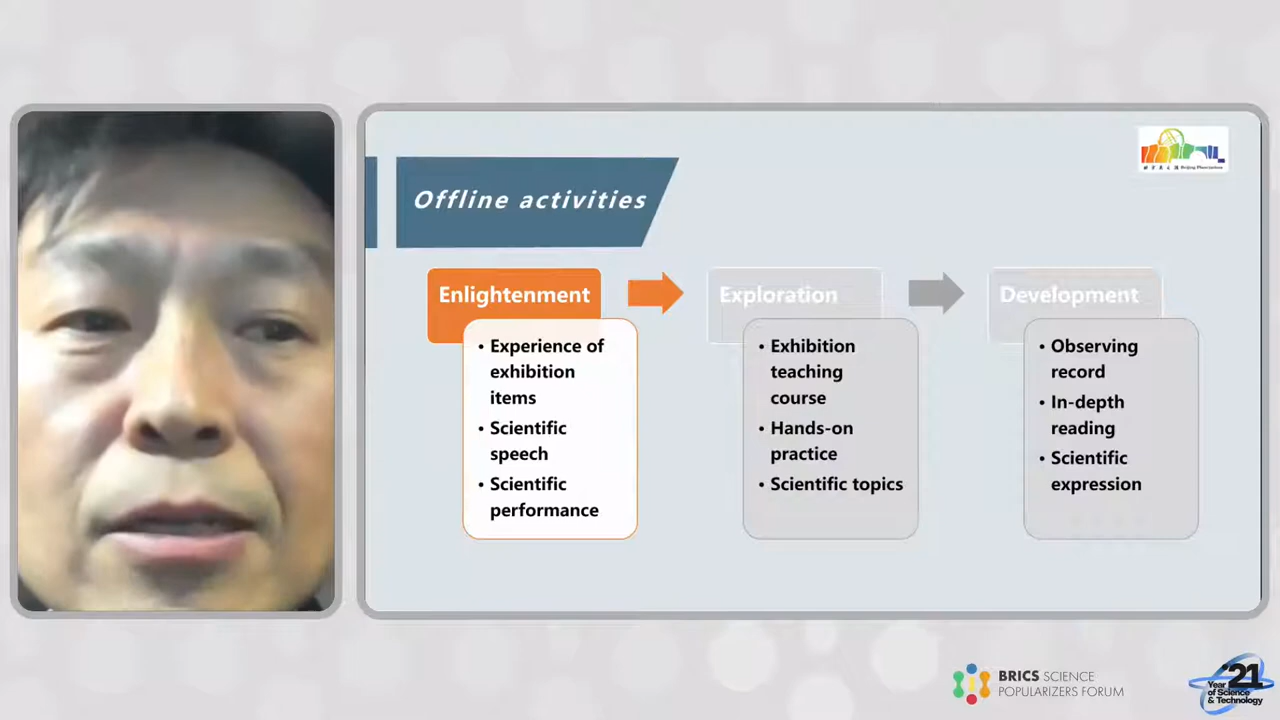 Offline activities
Enlightenment
• Experience of
exhibition
items
• Scientific
speech
• Scientific
performance
Exploration
• Exhibition
teaching
course
• Hands-on
practice
• Scientific topics
Development
• Observing
record
• In-depth
reading
• Scientific
expression
Beijing Planetarium
BRICS SCIENCE
POPULARIZERS FORUM
'21
Year
of Science
& Technology